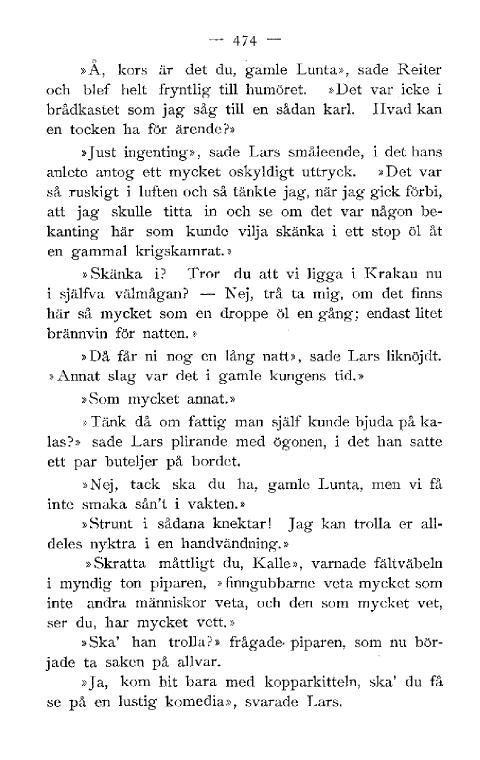 — 474 —
»Å, kors är det du, gamle Lunta», sade Reiter
och blef helt fryntlig till humöret. »Det var icke i
brådkastet som jag såg till en sådan karl. Hvad kan
en tocken ha för ärende?»
»Just ingenting», sade Lars småleende, i det hans
anlete antog ett mycket oskyldigt uttryck. »Det var
så ruskigt i luften och så tänkte jag, när jag gick förbi,
att jag skulle titta in och se om det var någon be-
kanting här som kunde vilja skänka i ett stop öl åt
en gammal krigskamrat.»
»Skänka i? Tror du att vi ligga i Krakau nu
i själfva välmågan? — Nej, trå ta mig, om det finns
här så mycket som en droppe öl en gång; endast litet
brännvin för natten.»
»Då får ni nog en lång natt», sade Lars liknöjdt.
»Annat slag var det i gamle kungens tid.»
»Som mycket annat.»
»Tänk då om fattig man själf kunde bjuda på ka-
las?» sade Lars plirande med ögonen, i det han satte
ett par buteljer på bordet.
»Nej, tack ska du ha, gamle Lunta, men vi få
inte smaka sån't i vakten.»
»Strunt i sådana knektar! Jag kan trolla er all-
deles nyktra i en handvändning.»
»Skratta måttligt du, Kalle», varnade fältväbeln
i myndig ton piparen, »finngubbarne veta mycket som
inte andra människor veta, och den som mycket vet,
ser du, har mycket vett.»
»Ska' han trolla?» frågade piparen, som nu bör-
jade ta saken på allvar.
»Ja, kom hit bara med kopparkitteln, ska' du få
se på en lustig komedia», svarade Lars.